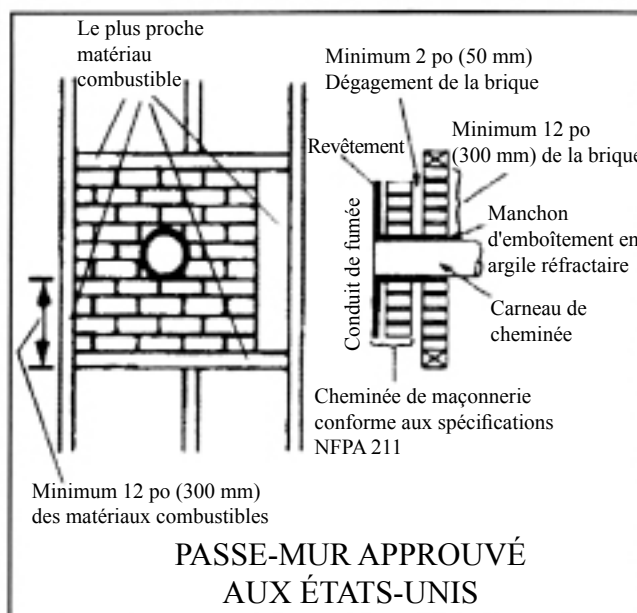 Le plus proche
matériau
combustible
Minimum 2 po (50 mm)
Dégagement de la brique
Revêtement
Minimum 12 po
(300 mm) de la brique
Manchon
d'emboîtement en
argile réfractaire
Conduit de fumée
Carneau de
cheminée
Cheminée de maçonnerie
conforme aux spécifications
NFPA 211
Minimum 12 po (300 mm)
des matériaux combustibles
PASSE-MUR APPROUVÉ
AUX ÉTATS-UNIS